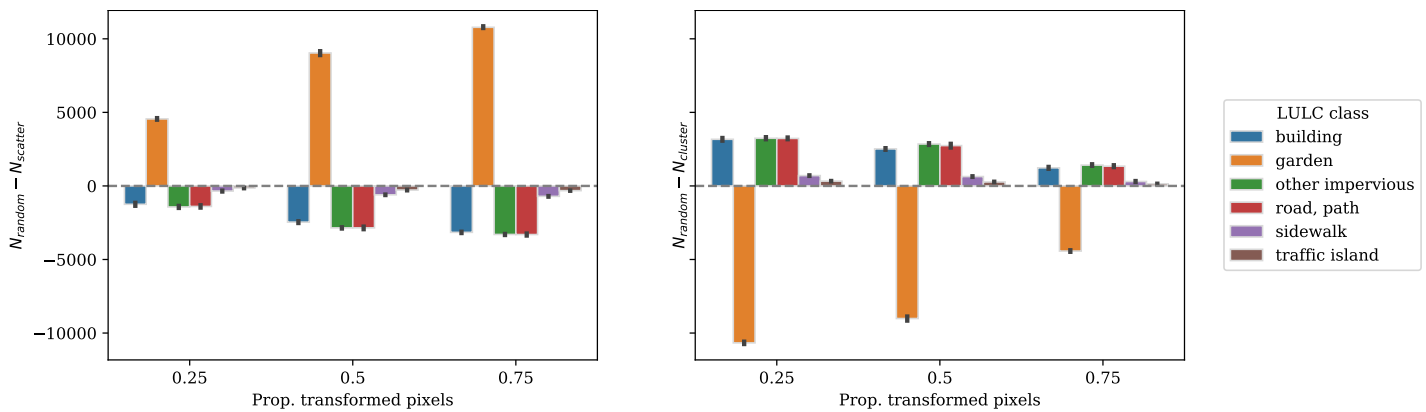 10000
5000
0
−5000
−10000
N_random − N_scatter
0.25
0.5
0.75
Prop. transformed pixels
N_random − N_cluster
0.25
0.5
0.75
Prop. transformed pixels
LULC class
building
garden
other impervious
road, path
sidewalk
traffic island